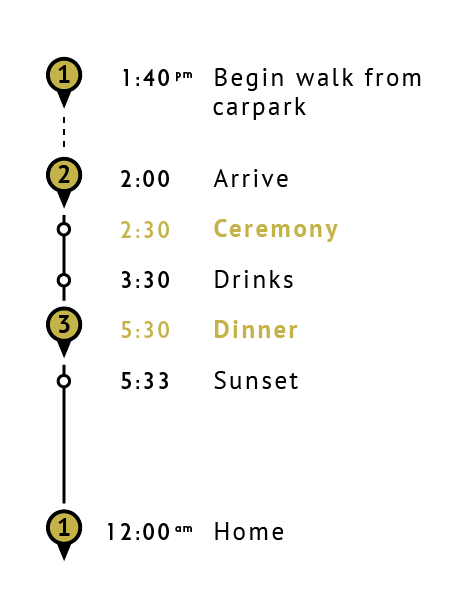 1 1:40 pm Begin walk from
carpark
2 2:00 Arrive
2:30 Ceremony
3:30 Drinks
3 5:30 Dinner
5:33 Sunset
1 12:00 am Home